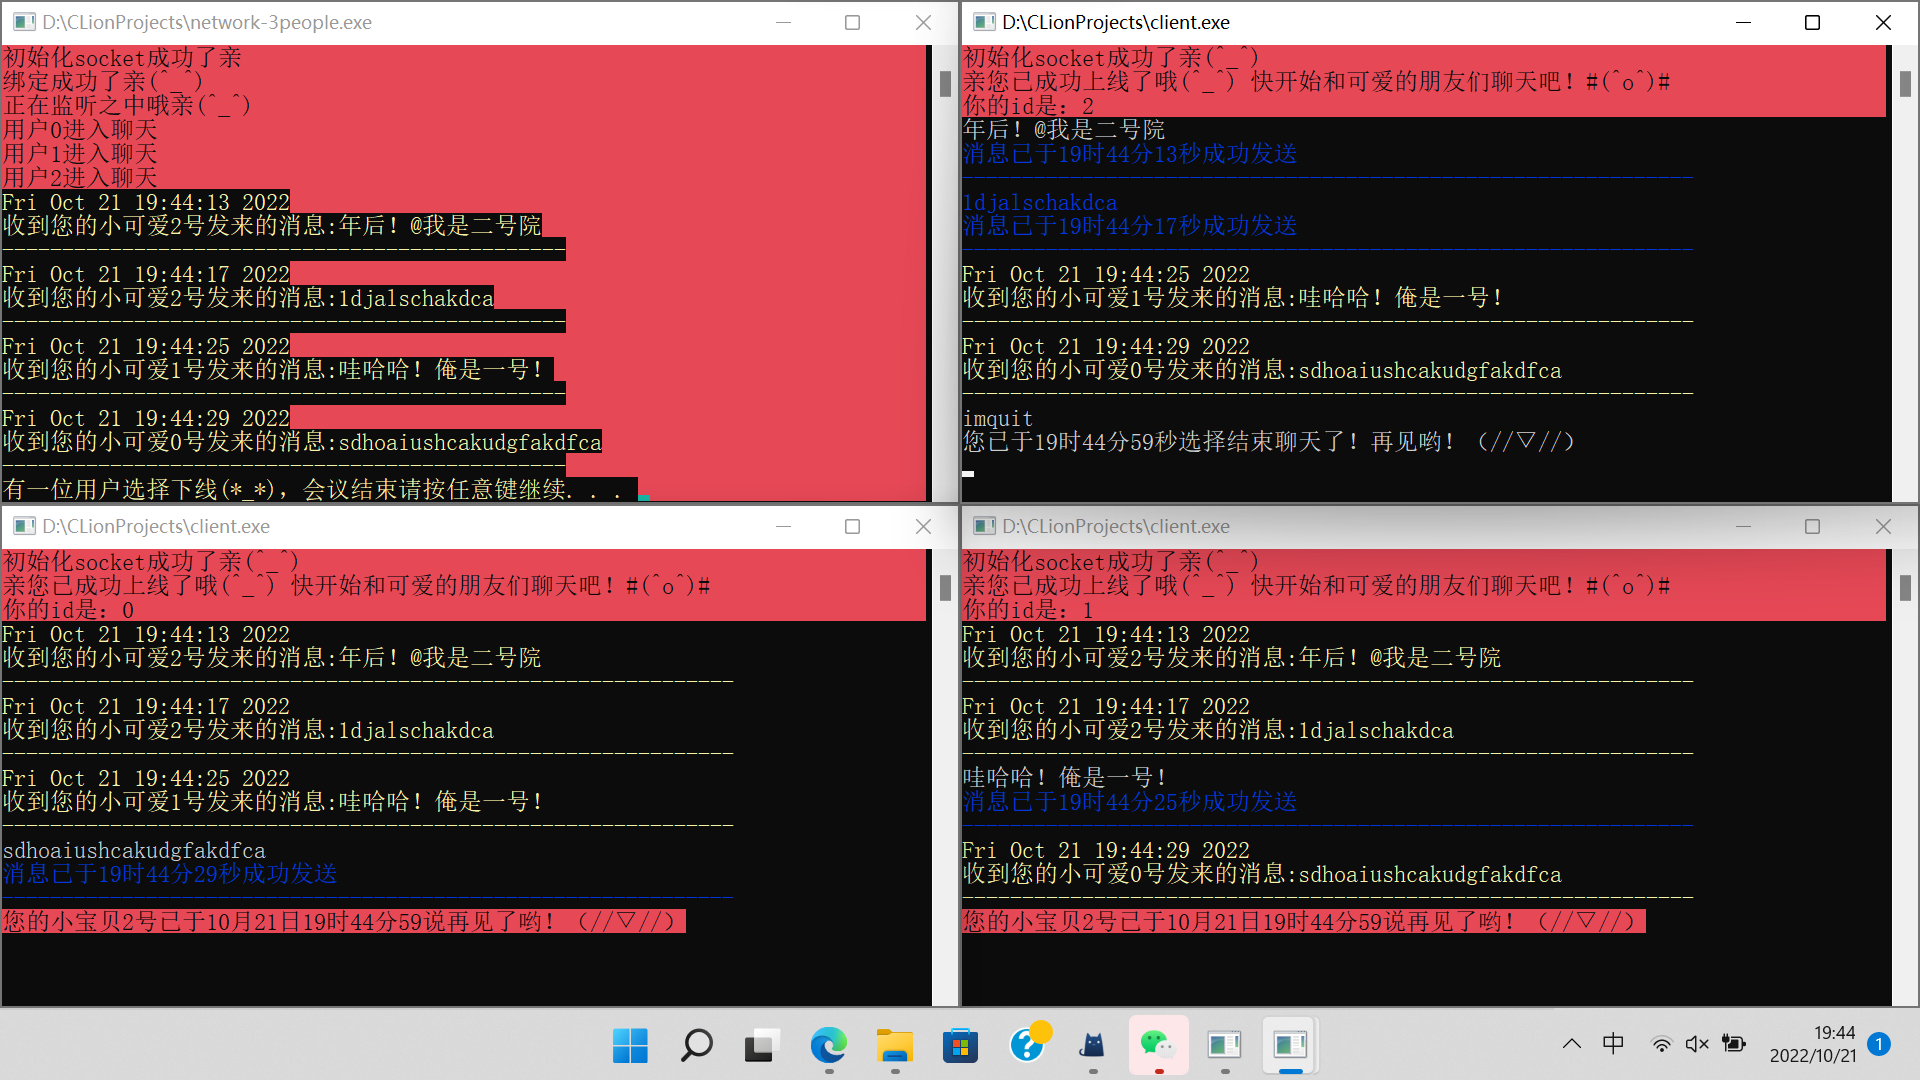 D:\CLionProjects\network-3people.exe
初始化socket成功了亲
绑定成功了亲(^_^)
正在监听之中哦亲(^_^)
用户0进入聊天
用户1进入聊天
用户2进入聊天
Fri Oct 21 19:44:13 2022
收到您的小可爱2号发来的消息:年后！@我是二号院
-----------------------------------------------
Fri Oct 21 19:44:17 2022
收到您的小可爱2号发来的消息:1djalschakdca
-----------------------------------------------
Fri Oct 21 19:44:25 2022
收到您的小可爱1号发来的消息:哇哈哈！俺是一号！
-----------------------------------------------
Fri Oct 21 19:44:29 2022
收到您的小可爱0号发来的消息:sdhoaiushcakudgfakdfca
-----------------------------------------------
有一位用户选择下线(*_*)，会议结束请按任意键继续. . .
D:\CLionProjects\client.exe
初始化socket成功了亲(^_^)
亲您已成功上线了哦(^_^) 快开始和可爱的朋友们聊天吧！#(^o^)#
你的id是：2
年后！@我是二号院
消息已于19时44分13秒成功发送
-------------------------------------------------------------
1djalschakdca
消息已于19时44分17秒成功发送
-------------------------------------------------------------
Fri Oct 21 19:44:25 2022
收到您的小可爱1号发来的消息:哇哈哈！俺是一号！
-------------------------------------------------------------
Fri Oct 21 19:44:29 2022
收到您的小可爱0号发来的消息:sdhoaiushcakudgfakdfca
-------------------------------------------------------------
imquit
您已于19时44分59秒选择结束聊天了！再见哟！（//▽//）
D:\CLionProjects\client.exe
初始化socket成功了亲(^_^)
亲您已成功上线了哦(^_^) 快开始和可爱的朋友们聊天吧！#(^o^)#
你的id是：0
Fri Oct 21 19:44:13 2022
收到您的小可爱2号发来的消息:年后！@我是二号院
-------------------------------------------------------------
Fri Oct 21 19:44:17 2022
收到您的小可爱2号发来的消息:1djalschakdca
-------------------------------------------------------------
Fri Oct 21 19:44:25 2022
收到您的小可爱1号发来的消息:哇哈哈！俺是一号！
-------------------------------------------------------------
sdhoaiushcakudgfakdfca
消息已于19时44分29秒成功发送
-------------------------------------------------------------
您的小宝贝2号已于10月21日19时44分59说再见了哟！（//▽//）
D:\CLionProjects\client.exe
初始化socket成功了亲(^_^)
亲您已成功上线了哦(^_^) 快开始和可爱的朋友们聊天吧！#(^o^)#
你的id是：1
Fri Oct 21 19:44:13 2022
收到您的小可爱2号发来的消息:年后！@我是二号院
-------------------------------------------------------------
Fri Oct 21 19:44:17 2022
收到您的小可爱2号发来的消息:1djalschakdca
-------------------------------------------------------------
哇哈哈！俺是一号！
消息已于19时44分25秒成功发送
-------------------------------------------------------------
Fri Oct 21 19:44:29 2022
收到您的小可爱0号发来的消息:sdhoaiushcakudgfakdfca
-------------------------------------------------------------
您的小宝贝2号已于10月21日19时44分59说再见了哟！（//▽//）
中
19:44
2022/10/21
1